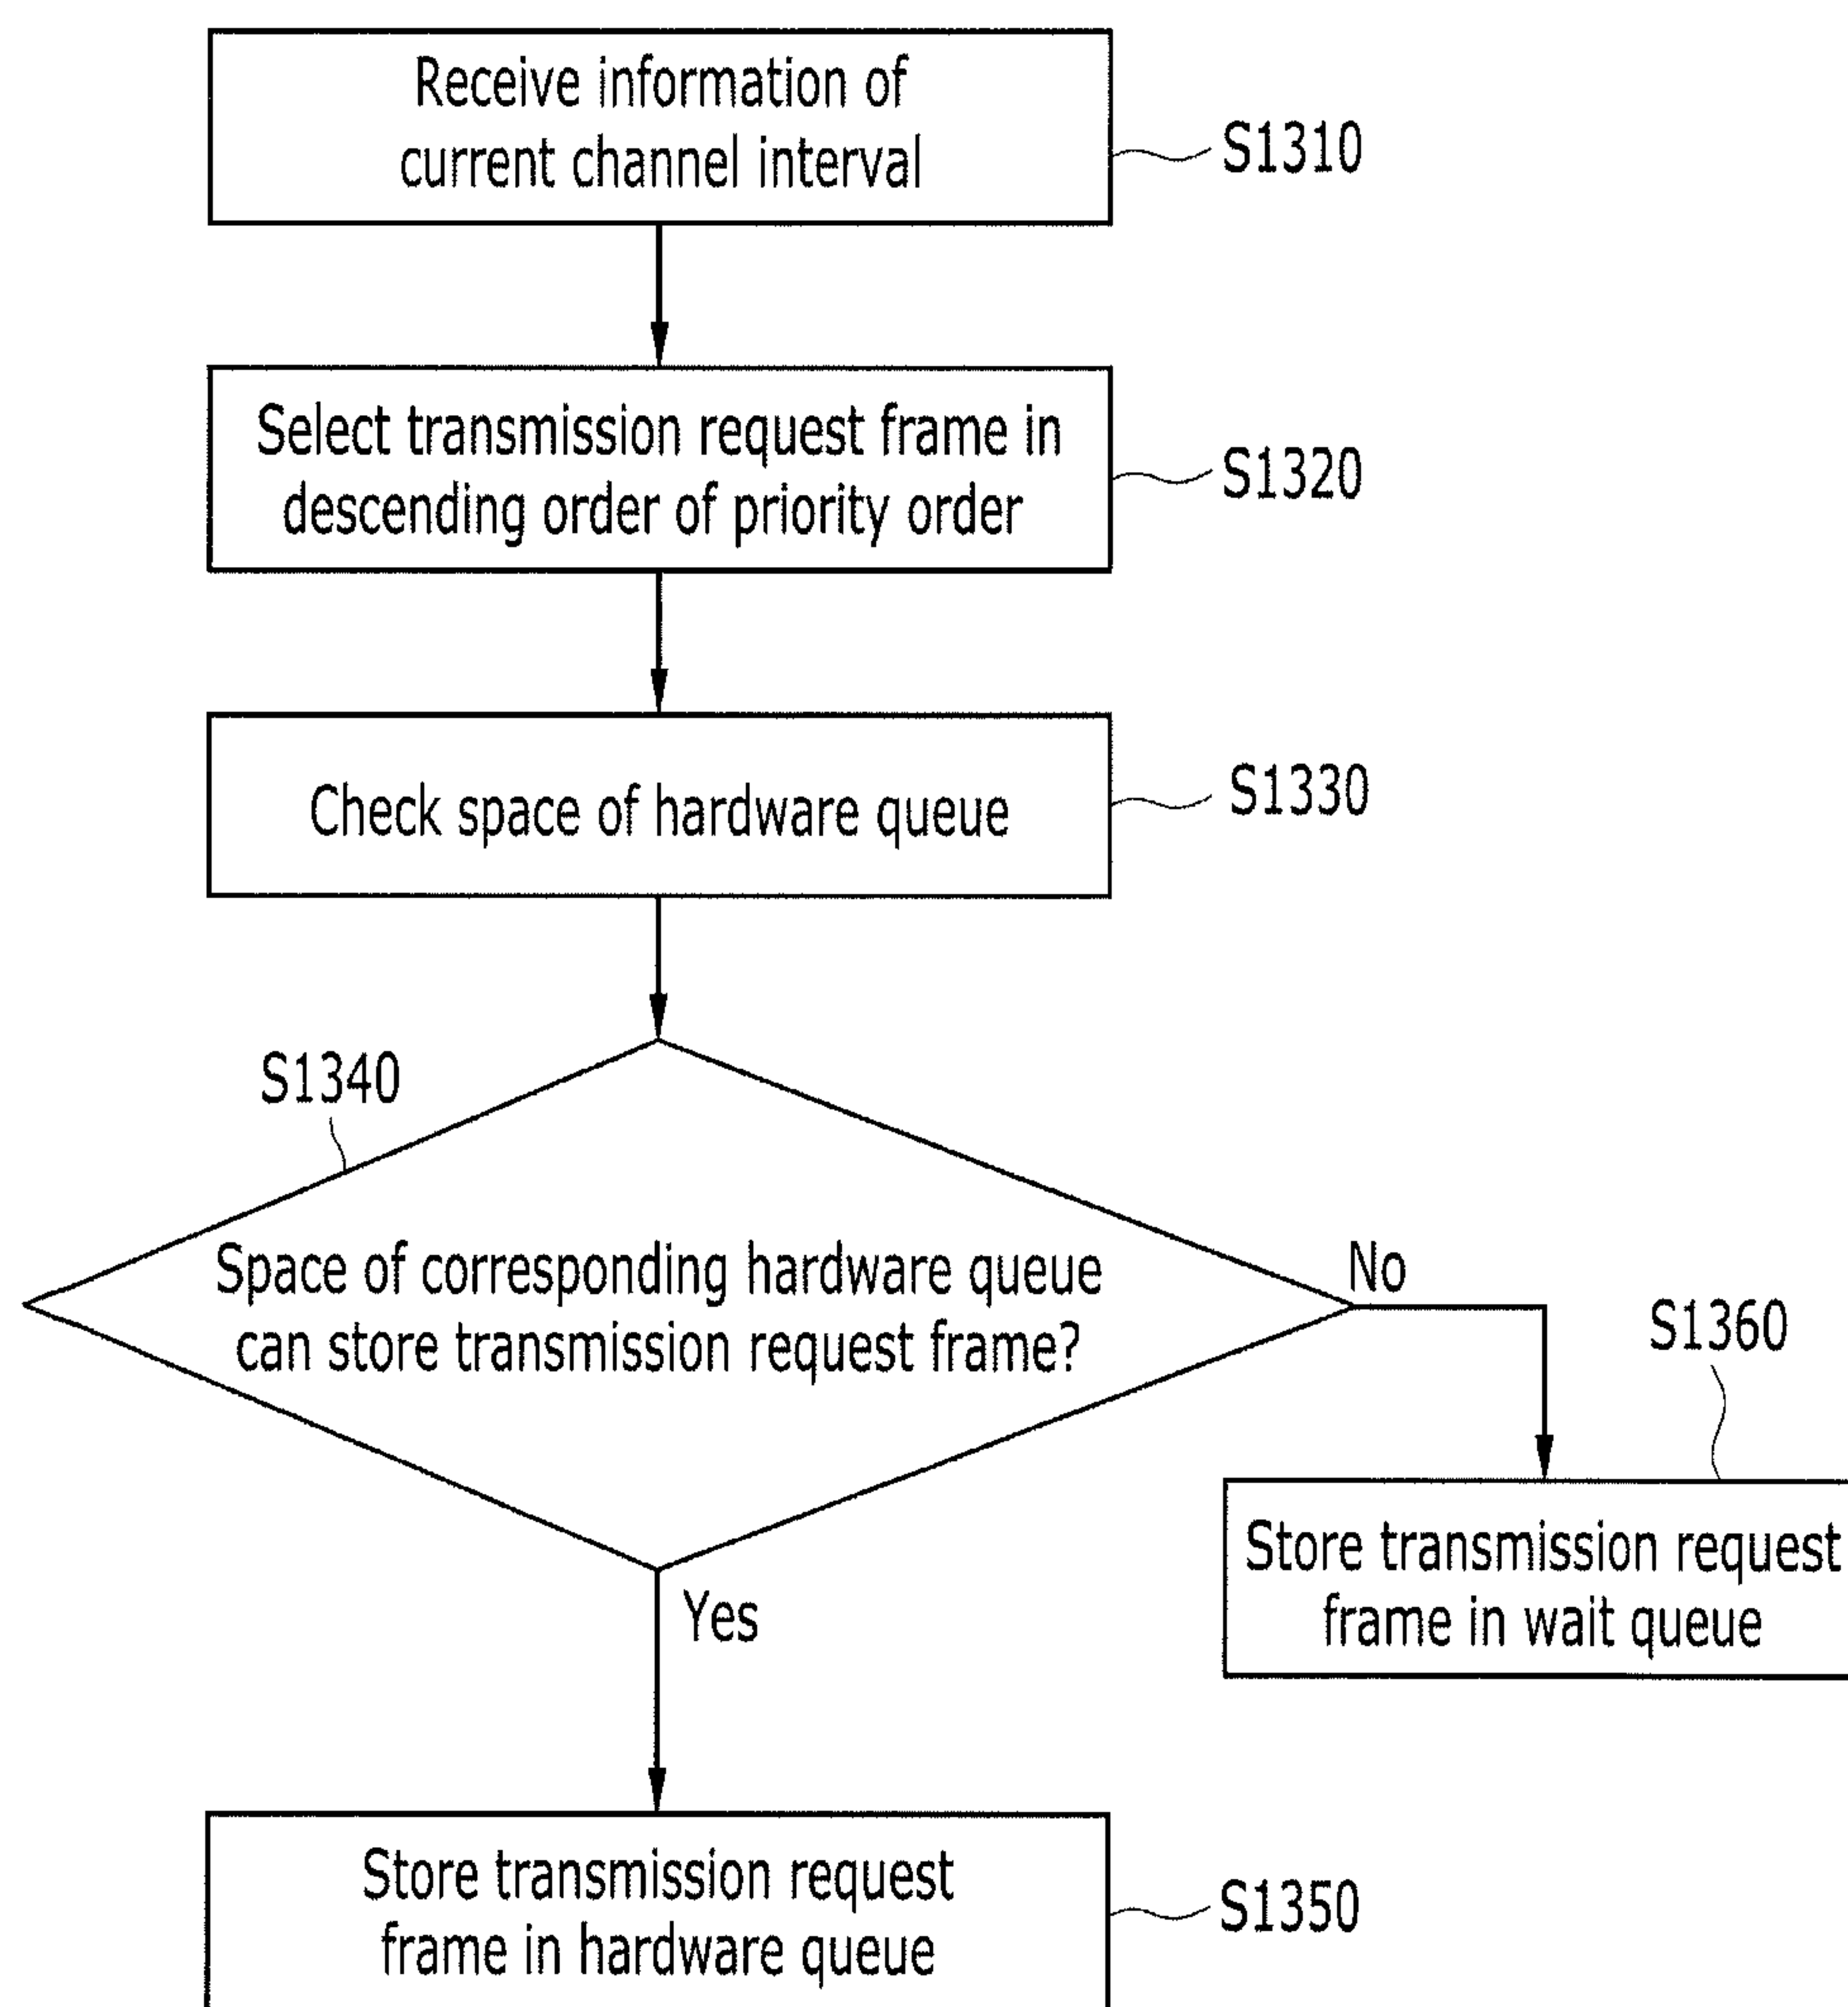 Receive information of
current channel interval
S1310
Select transmission request frame in
descending order of priority order
S1320
Check space of hardware queue
S1330
S1340
Space of corresponding hardware queue
can store transmission request frame?
No
S1360
Store transmission request
frame in wait queue
Yes
Store transmission request
frame in hardware queue
S1350